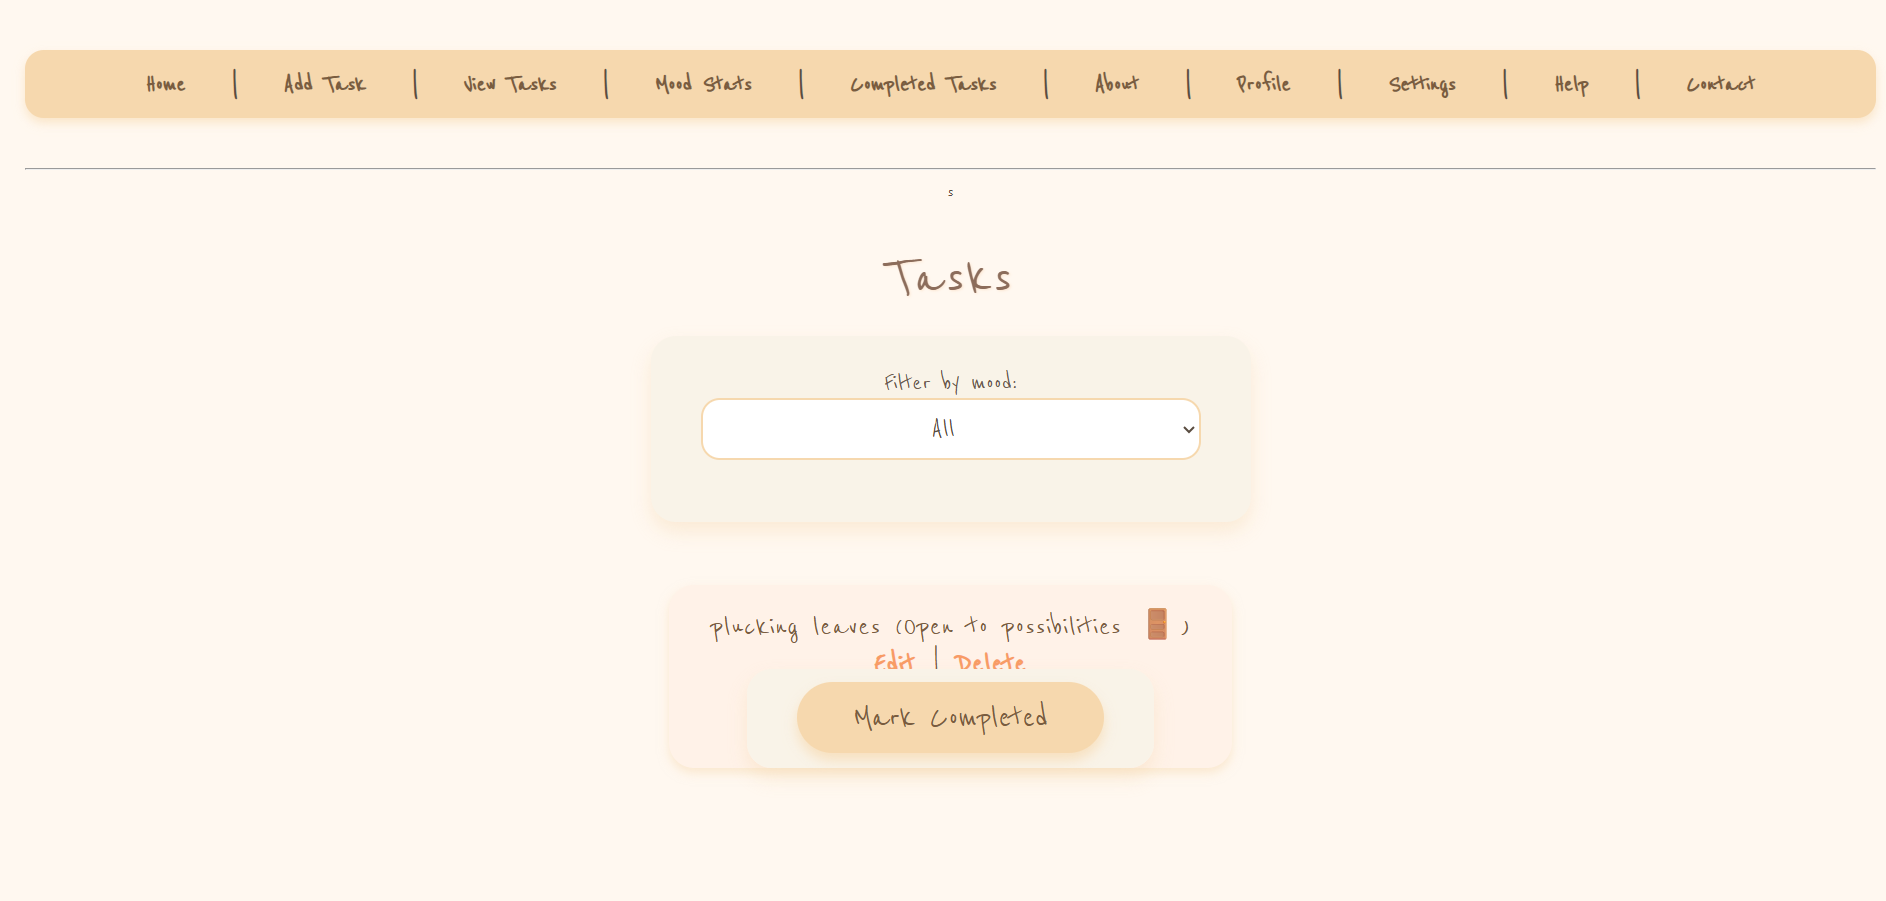 Home | Add Task | View Tasks | Mood Stats | Completed Tasks | About | Profile | Settings | Help | Contact
s
Tasks
Filter by mood:
All
plucking leaves (Open to possibilities 🚪 )
Edit | Delete
Mark Completed